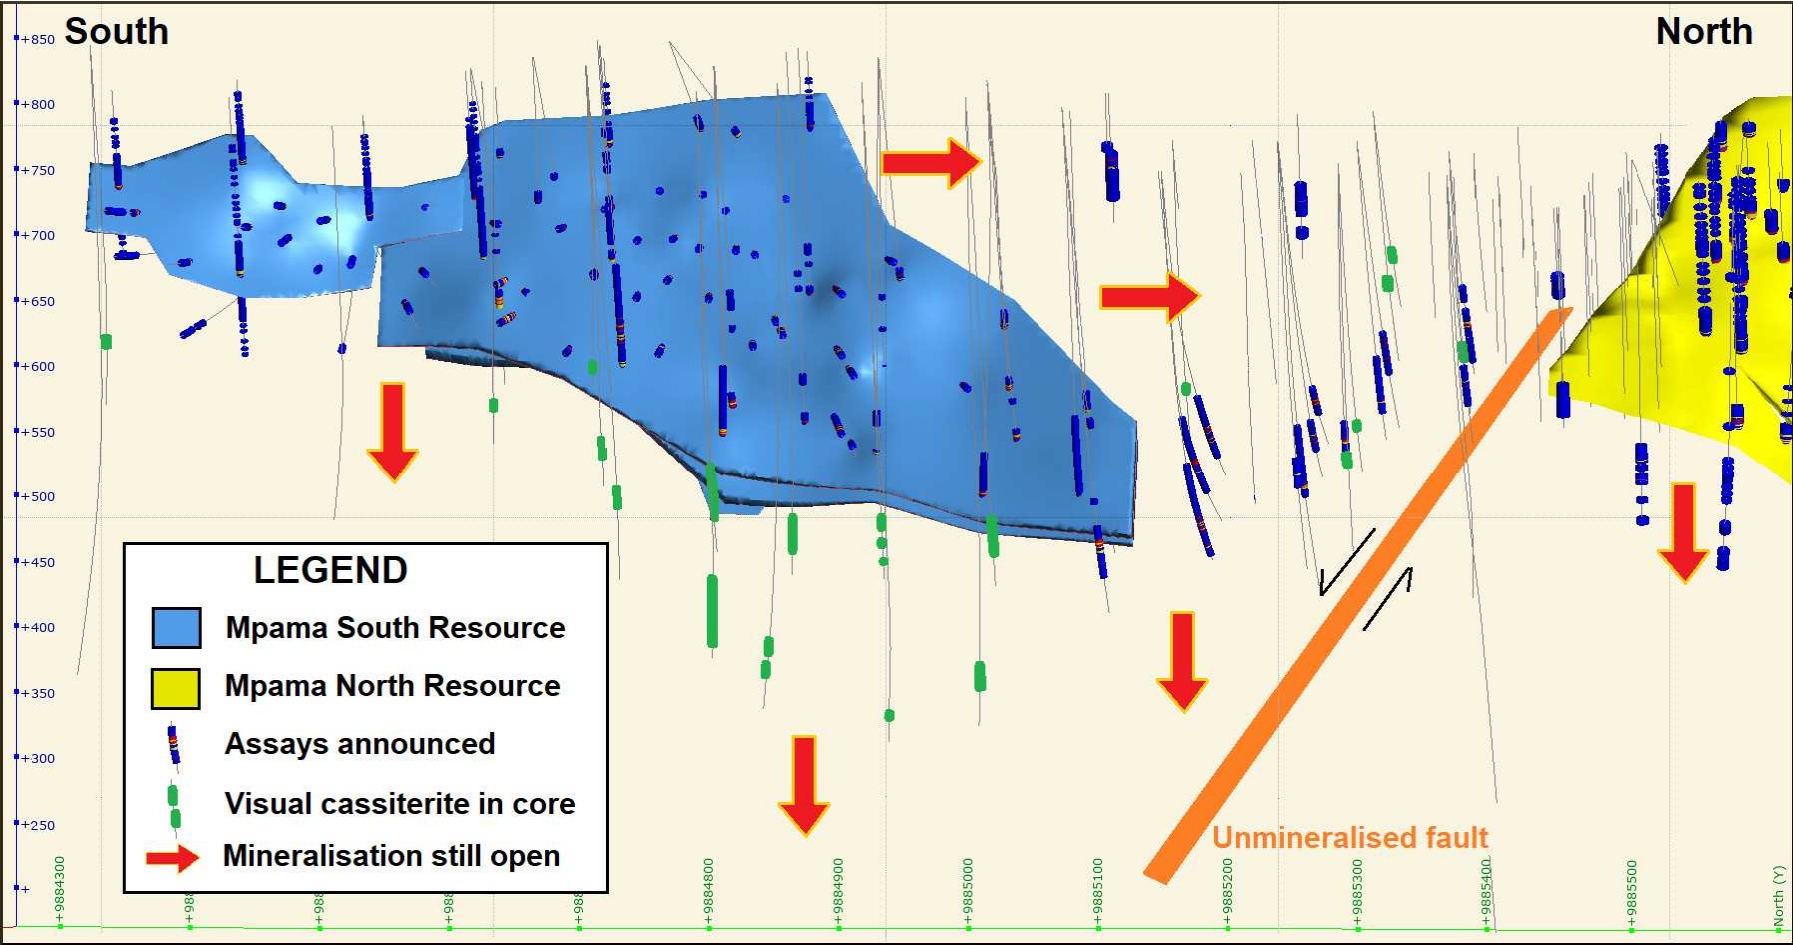 South
North
+850
+800
+750
+700
+650
+600
+550
+500
+450
+400
+350
+300
+250
+
LEGEND
Mpama South Resource
Mpama North Resource
Assays announced
Visual cassiterite in core
Mineralisation still open
Unmineralised fault
+9884300
+9884800
+9884900
+9885000
+9885100
+9885200
+9885300
+9885400
+9885500
North (Y)